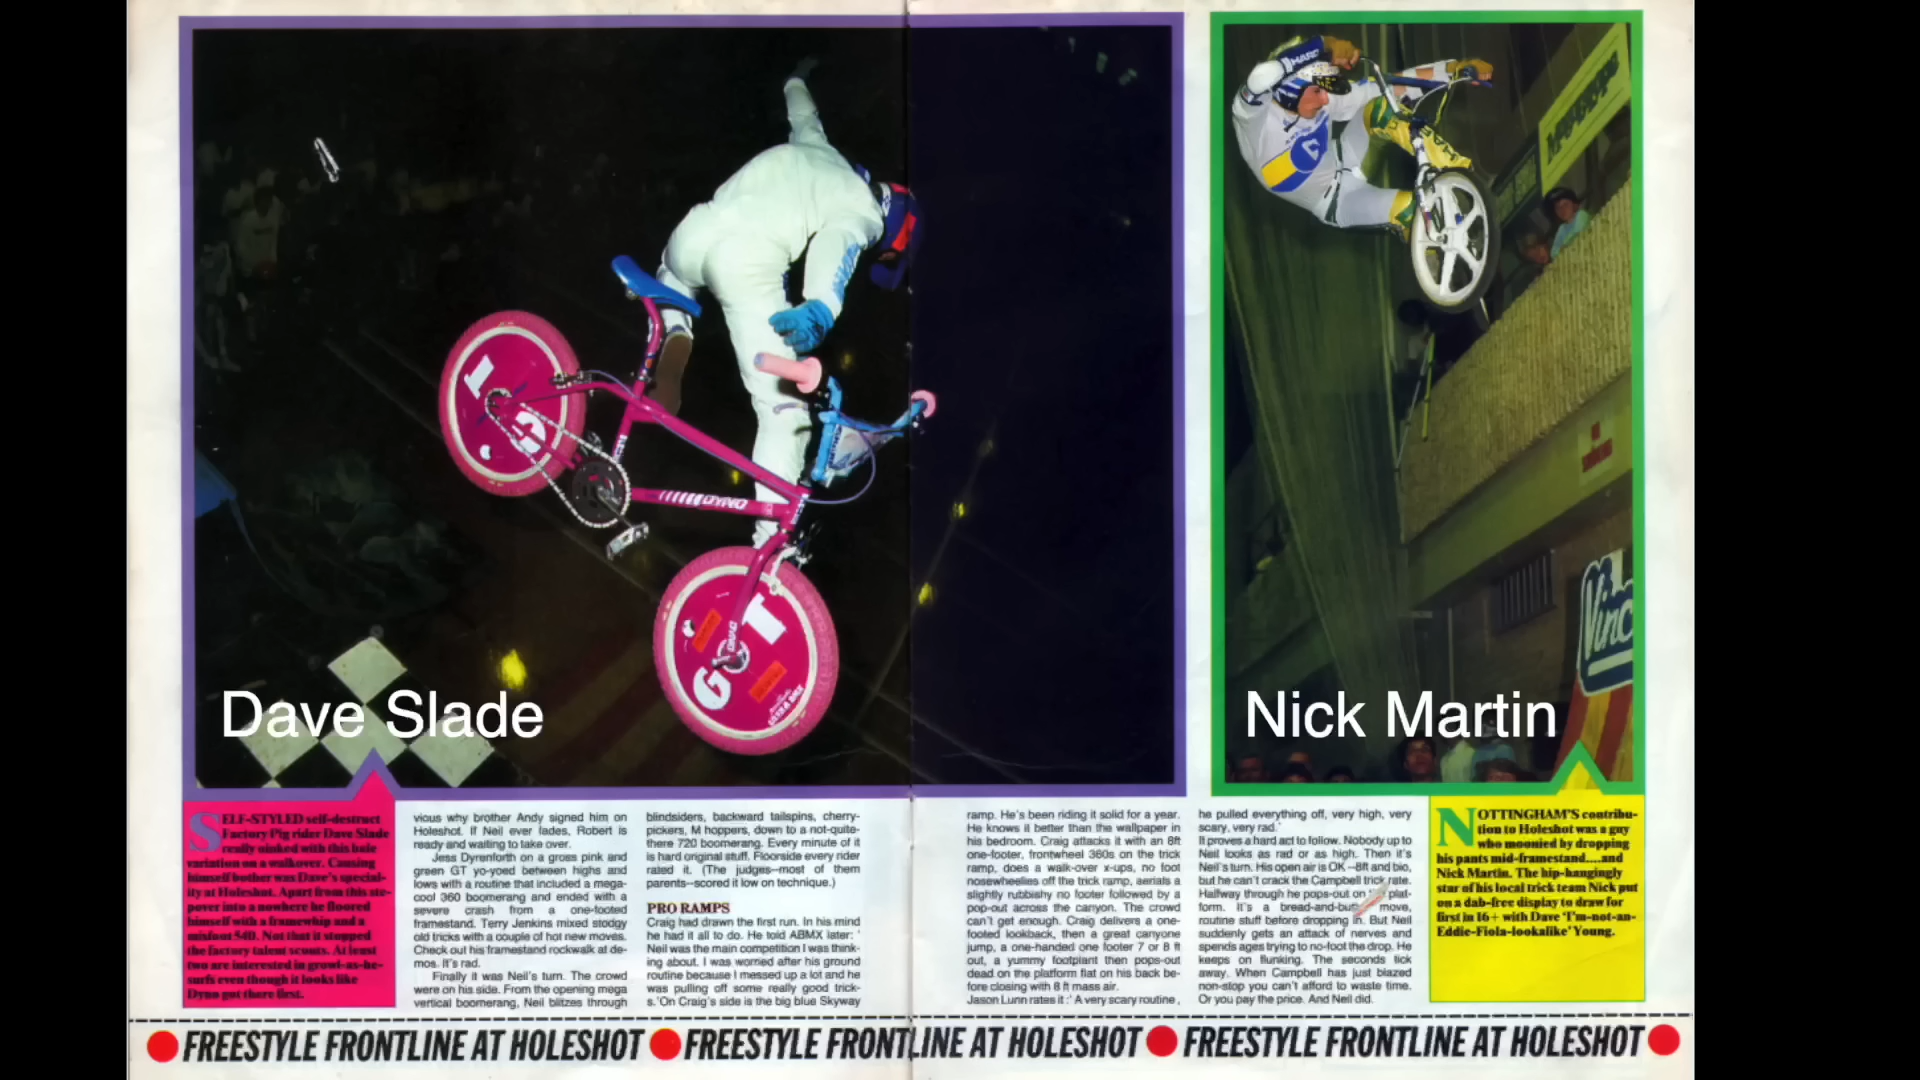 HARO
Vinc
DYNO
GT
GT
Dave Slade
Nick Martin
SELF-STYLED self-destruct
Factory Pig rider Dave Slade
really oinked with this bale
variation on a walkover. Causing
himself bother was Dave's special-
ity at Holeshot. Apart from this ste-
pover into a nowhere he floored
himself with a framewhip and a
misfoot 540. Not that it stopped
the factory talent scouts. At least
two are interested in growl-as-he-
surfs even though it looks like
Dyno got there first.
vious why brother Andy signed him on
Holeshot. If Neil ever fades, Robert is
ready and waiting to take over.
Jess Dyrenforth on a gross pink and
green GT yo-yoed between highs and
lows with a routine that included a mega-
cool 360 boomerang and ended with a
severe crash from a one-footed
framestand. Terry Jenkins mixed stodgy
old tricks with a couple of hot new moves.
Check out his framestand rockwalk at de-
mos. It's rad.
Finally it was Neil's turn. The crowd
were on his side. From the opening mega
vertical boomerang, Neil blitzes through
blindsiders, backward tailspins, cherry-
pickers, M hoppers, down to a not-quite-
there 720 boomerang. Every minute of it
is hard original stuff. Floorside every rider
rated it. (The judges--most of them
parents--scored it low on technique.)
PRO RAMPS
Craig had drawn the first run. In his mind
he had it all to do. He told ABMX later: '
Neil was the main competition I was think-
ing about. I was worried after his ground
routine because I messed up a lot and he
was pulling off some really good trick-
s.'On Craig's side is the big blue Skyway
ramp. He's been riding it solid for a year.
He knows it better than the wallpaper in
his bedroom. Craig attacks it with an 8ft
one-footer, frontwheel 360s on the trick
ramp, does a walk-over x-ups, no foot
nosewheelies off the trick ramp, aerials a
slightly rubbishy no footer followed by a
pop-out across the canyon. The crowd
can't get enough. Craig delivers a one-
footed lookback, then a great canyone
jump, a one-handed one footer 7 or 8 ft
out, a yummy footplant then pops-out
dead on the platform flat on his back be-
fore closing with 8 ft mass air.
Jason Lunn rates it :' A very scary routine ,
he pulled everything off, very high, very
scary, very rad.'
It proves a hard act to follow. Nobody up to
Neil looks as rad or as high. Then it's
Neil's turn. His open air is OK --8ft and bio,
but he can't crack the Campbell trick rate.
Halfway through he pops-out on plat-
form. It's a bread-and-butt move,
routine stuff before dropping in. But Neil
suddenly gets an attack of nerves and
spends ages trying to no-foot the drop. He
keeps on flunking. The seconds tick
away. When Campbell has just blazed
non-stop you can't afford to waste time.
Or you pay the price. And Neil did.
NOTTINGHAM'S contribu-
tion to Holeshot was a guy
who moonied by dropping
his pants mid-framestand....and
Nick Martin. The hip-hangingly
star of his local trick team Nick put
on a dab-free display to draw for
first in 16+ with Dave 'I'm-not-an-
Eddie-Fiola-lookalike' Young.
FREESTYLE FRONTLINE AT HOLESHOT FREESTYLE FRONTLINE AT HOLESHOT FREESTYLE FRONTLINE AT HOLESHOT